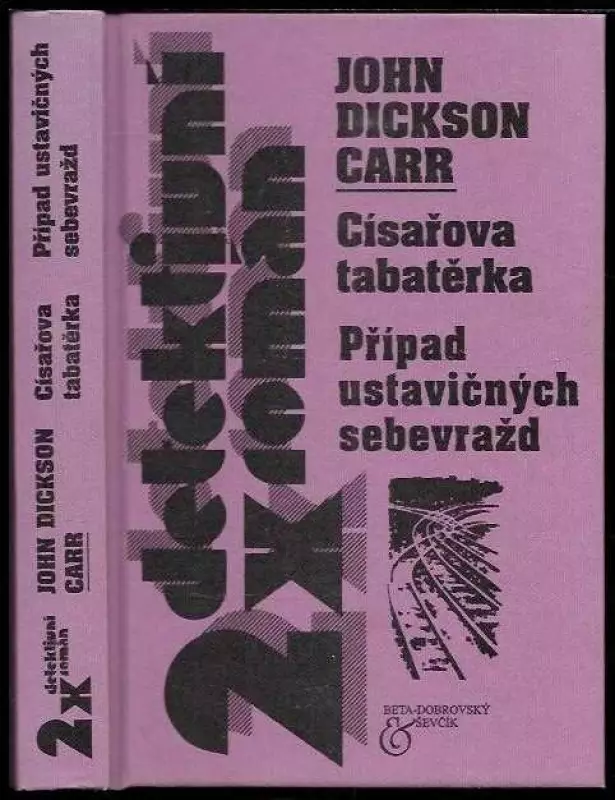 JOHN DICKSON CARR
Císařova tabatěrka
Případ ustavičných sebevražd
2x detektivní román
JOHN
DICKSON
CARR
Císařova
tabatěrka
Případ
ustavičných
sebevražd
2x
detektivní
román
BETA-DOBROVSKÝ
& ŠEVČÍK